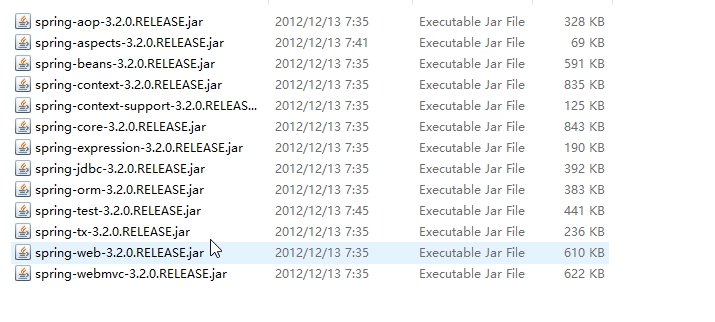 spring-aop-3.2.0.RELEASE.jar 2012/12/13 7:35 Executable Jar File 328 KB
spring-aspects-3.2.0.RELEASE.jar 2012/12/13 7:41 Executable Jar File 69 KB
spring-beans-3.2.0.RELEASE.jar 2012/12/13 7:35 Executable Jar File 591 KB
spring-context-3.2.0.RELEASE.jar 2012/12/13 7:35 Executable Jar File 835 KB
spring-context-support-3.2.0.RELEAS... 2012/12/13 7:35 Executable Jar File 125 KB
spring-core-3.2.0.RELEASE.jar 2012/12/13 7:35 Executable Jar File 843 KB
spring-expression-3.2.0.RELEASE.jar 2012/12/13 7:35 Executable Jar File 190 KB
spring-jdbc-3.2.0.RELEASE.jar 2012/12/13 7:35 Executable Jar File 392 KB
spring-orm-3.2.0.RELEASE.jar 2012/12/13 7:35 Executable Jar File 383 KB
spring-test-3.2.0.RELEASE.jar 2012/12/13 7:45 Executable Jar File 441 KB
spring-tx-3.2.0.RELEASE.jar 2012/12/13 7:35 Executable Jar File 236 KB
spring-web-3.2.0.RELEASE.jar 2012/12/13 7:35 Executable Jar File 610 KB
spring-webmvc-3.2.0.RELEASE.jar 2012/12/13 7:35 Executable Jar File 622 KB